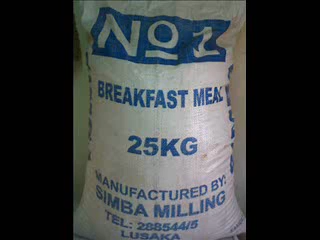 No 1
BREAKFAST MEAL
25KG
MANUFACTURED BY:
SIMBA MILLING
TEL: 288544/5
LUSAKA